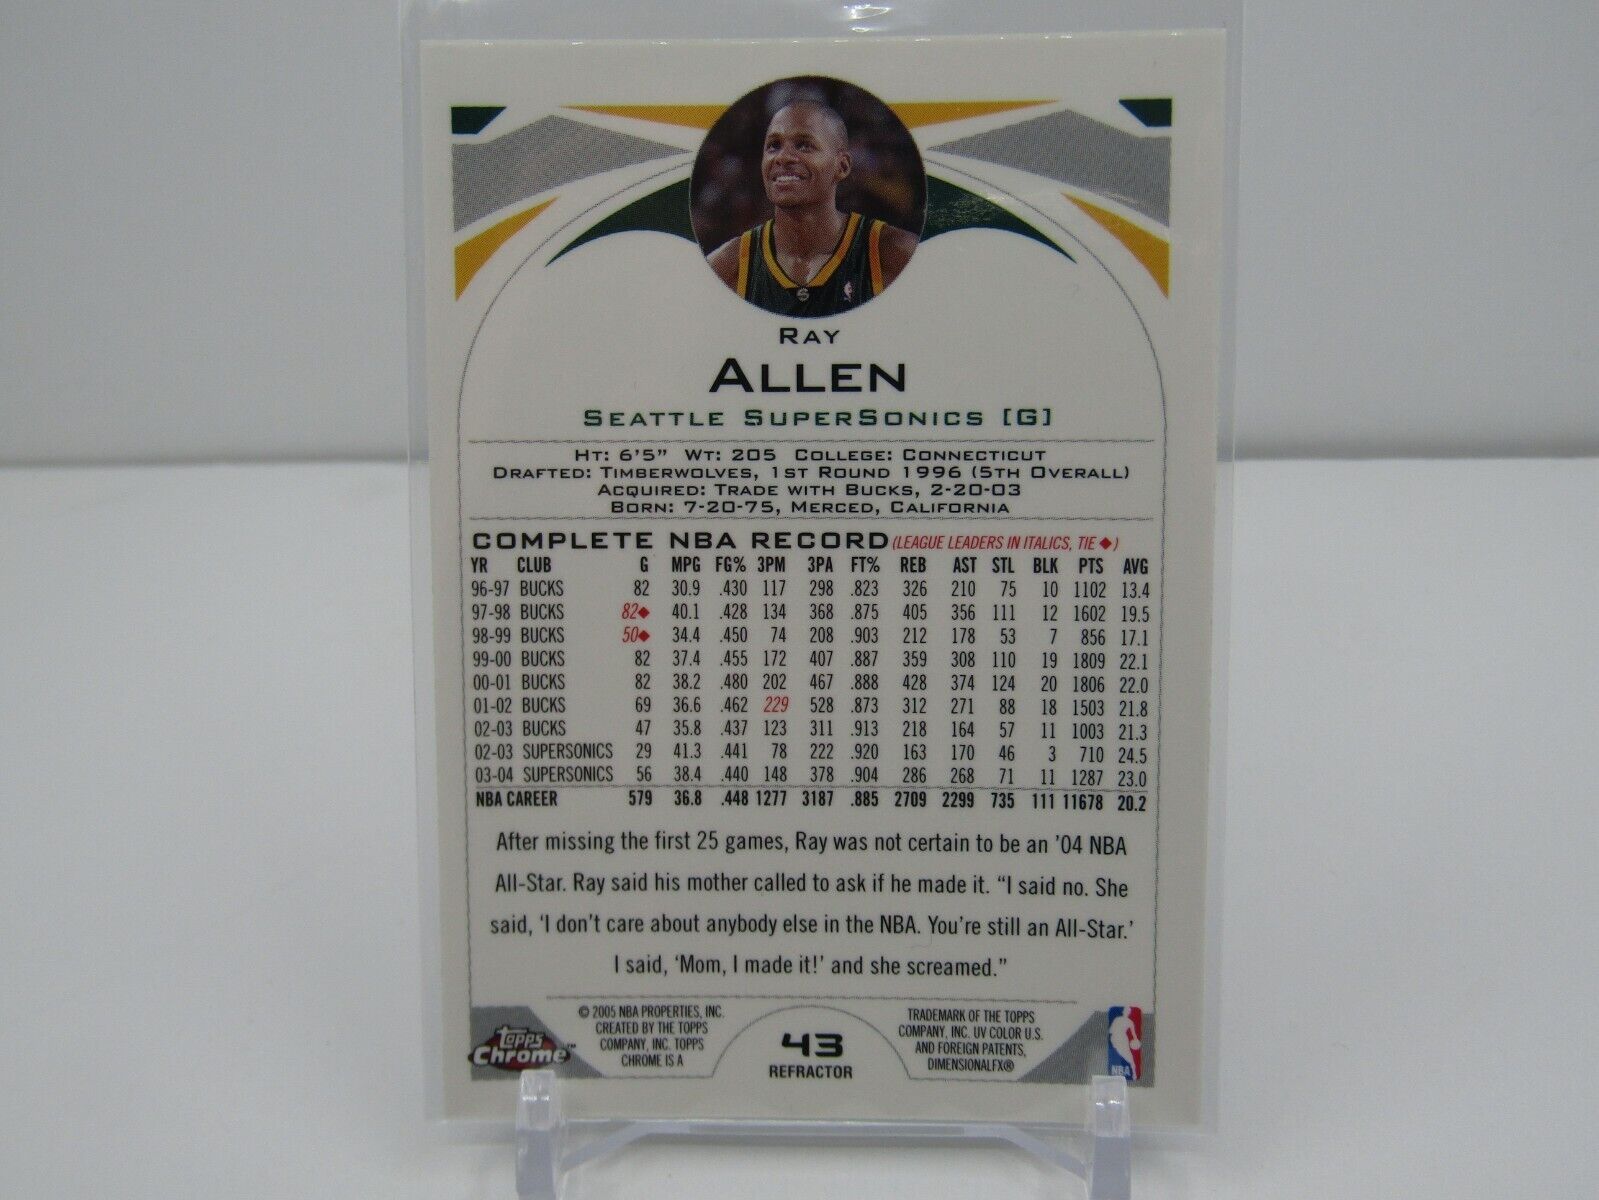 RAY
ALLEN
SEATTLE SUPERSONICS [G]
HT: 6'5" WT: 205 COLLEGE: CONNECTICUT
DRAFTED: TIMBERWOLVES, 1ST ROUND 1996 (5TH OVERALL)
ACQUIRED: TRADE WITH BUCKS, 2-20-03
BORN: 7-20-75, MERCED, CALIFORNIA
COMPLETE NBA RECORD (LEAGUE LEADERS IN ITALICS, TIE ◆)
YR CLUB G MPG FG% 3PM 3PA FT% REB AST STL BLK PTS AVG
96-97 BUCKS 82 30.9 .430 117 298 .823 326 210 75 10 1102 13.4
97-98 BUCKS 82◆ 40.1 .428 134 368 .875 405 356 111 12 1602 19.5
98-99 BUCKS 50◆ 34.4 .450 74 208 .903 212 178 53 7 856 17.1
99-00 BUCKS 82 37.4 .455 172 407 .887 359 308 110 19 1809 22.1
00-01 BUCKS 82 38.2 .480 202 467 .888 428 374 124 20 1806 22.0
01-02 BUCKS 69 36.6 .462 229 528 .873 312 271 88 18 1503 21.8
02-03 BUCKS 47 35.8 .437 123 311 .913 218 164 57 11 1003 21.3
02-03 SUPERSONICS 29 41.3 .441 78 222 .920 163 170 46 3 710 24.5
03-04 SUPERSONICS 56 38.4 .440 148 378 .904 286 268 71 11 1287 23.0
NBA CAREER 579 36.8 .448 1277 3187 .885 2709 2299 735 111 11678 20.2
After missing the first 25 games, Ray was not certain to be an '04 NBA
All-Star. Ray said his mother called to ask if he made it. "I said no. She
said, 'I don't care about anybody else in the NBA. You're still an All-Star.'
I said, 'Mom, I made it!' and she screamed."
Topps
Chrome™
© 2005 NBA PROPERTIES, INC.
CREATED BY THE TOPPS
COMPANY, INC. TOPPS
CHROME IS A
43
REFRACTOR
TRADEMARK OF THE TOPPS
COMPANY, INC. UV COLOR U.S.
AND FOREIGN PATENTS,
DIMENSIONALFX®
NBA